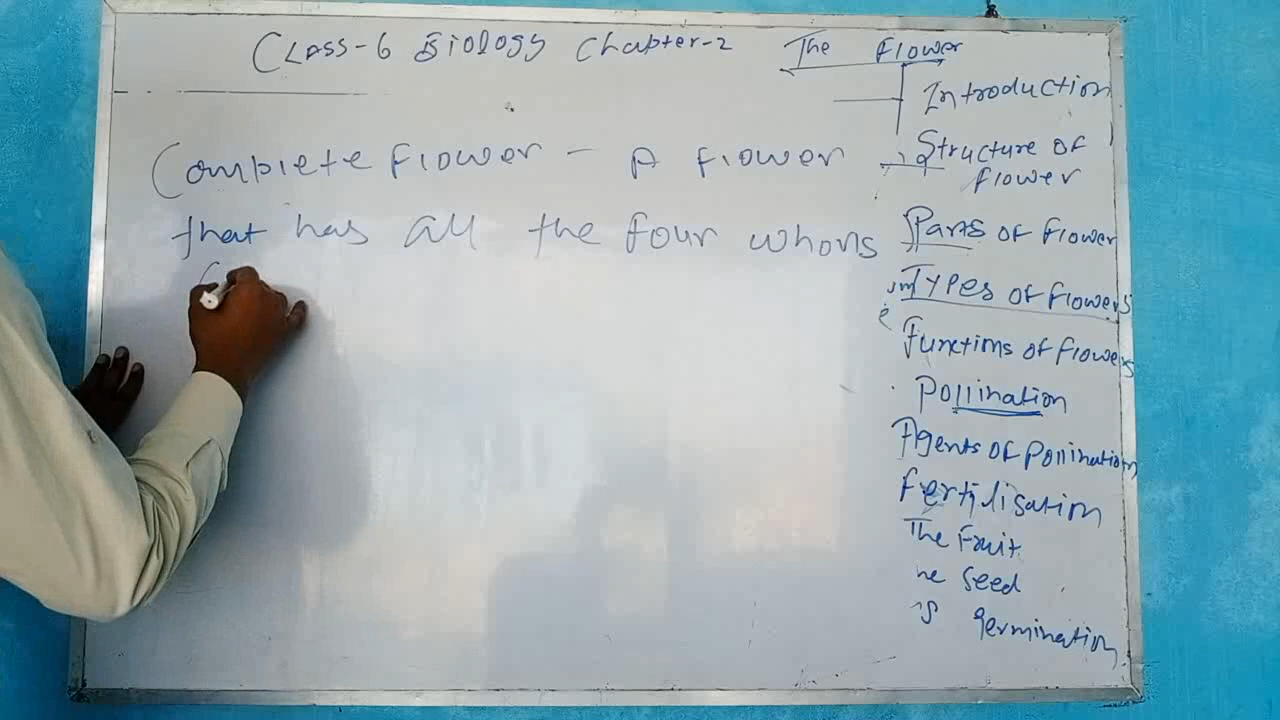 Class-6 Biology Chapter-2 The Flower
Complete flower - A flower
that has all the four whorls
Introduction
Structure of
flower
Parts of flower
Types of flowers
Functions of flowers
Pollination
Agents of pollination
Fertilisation
The Fruit
he seed
germination